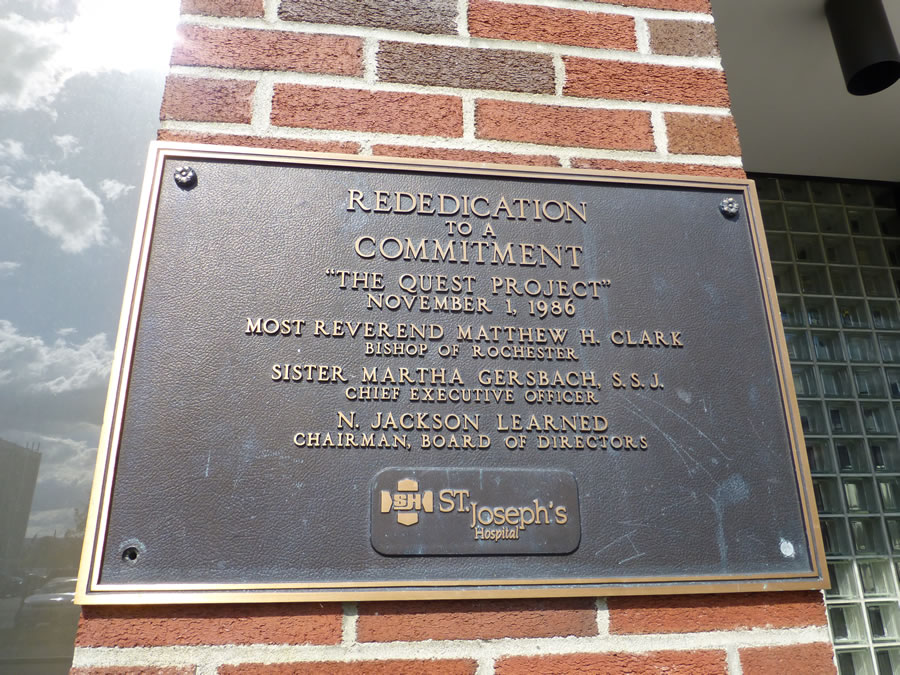 REDEDICATION
TO A
COMMITMENT
"THE QUEST PROJECT"
NOVEMBER 1, 1986
MOST REVEREND MATTHEW H. CLARK
BISHOP OF ROCHESTER
SISTER MARTHA GERSBACH, S. S. J.
CHIEF EXECUTIVE OFFICER
N. JACKSON LEARNED
CHAIRMAN, BOARD OF DIRECTORS
SH ST. Joseph's
Hospital